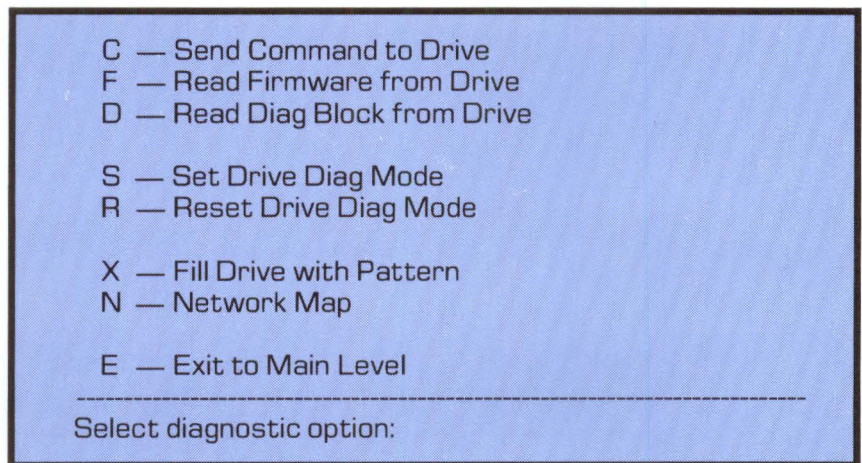 C — Send Command to Drive
F — Read Firmware from Drive
D — Read Diag Block from Drive
S — Set Drive Diag Mode
R — Reset Drive Diag Mode
X — Fill Drive with Pattern
N — Network Map
E — Exit to Main Level
Select diagnostic option: